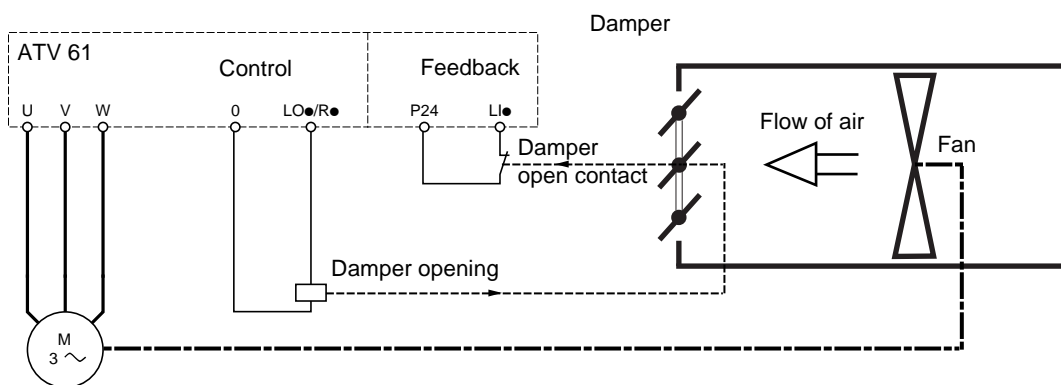 Damper
ATV 61
Control
Feedback
U V W 0 LO●/R● P24 LI●
Flow of air
Fan
Damper
open contact
Damper opening
M
3 ~